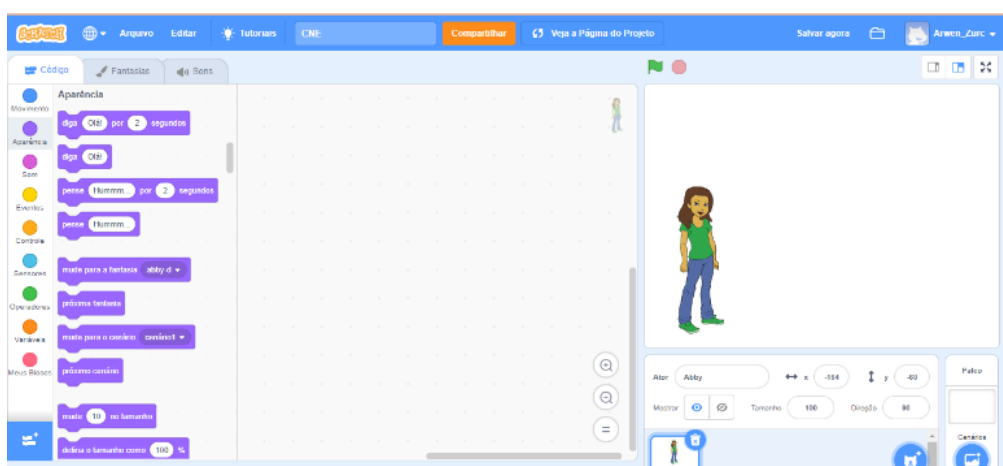 SCRATCH Arquivo Editar Tutoriais CNE Compartilhar Veja a Página do Projeto Salvar agora Arwen_Zurc
Código Fantasias Sons
Movimento
Aparência
Som
Eventos
Controle
Sensores
Operadores
Variáveis
Meus Blocos
Aparência
diga Olá! por 2 segundos
diga Olá!
pense Hummm... por 2 segundos
pense Hummm...
mude para a fantasia abby-d
próxima fantasia
mude para o cenário cenário1
próximo cenário
mude 10 no tamanho
defina o tamanho como 100 %
Ator Abby x -154 y -60
Mostrar Tamanho 100 Direção 90
Palco
Cenários